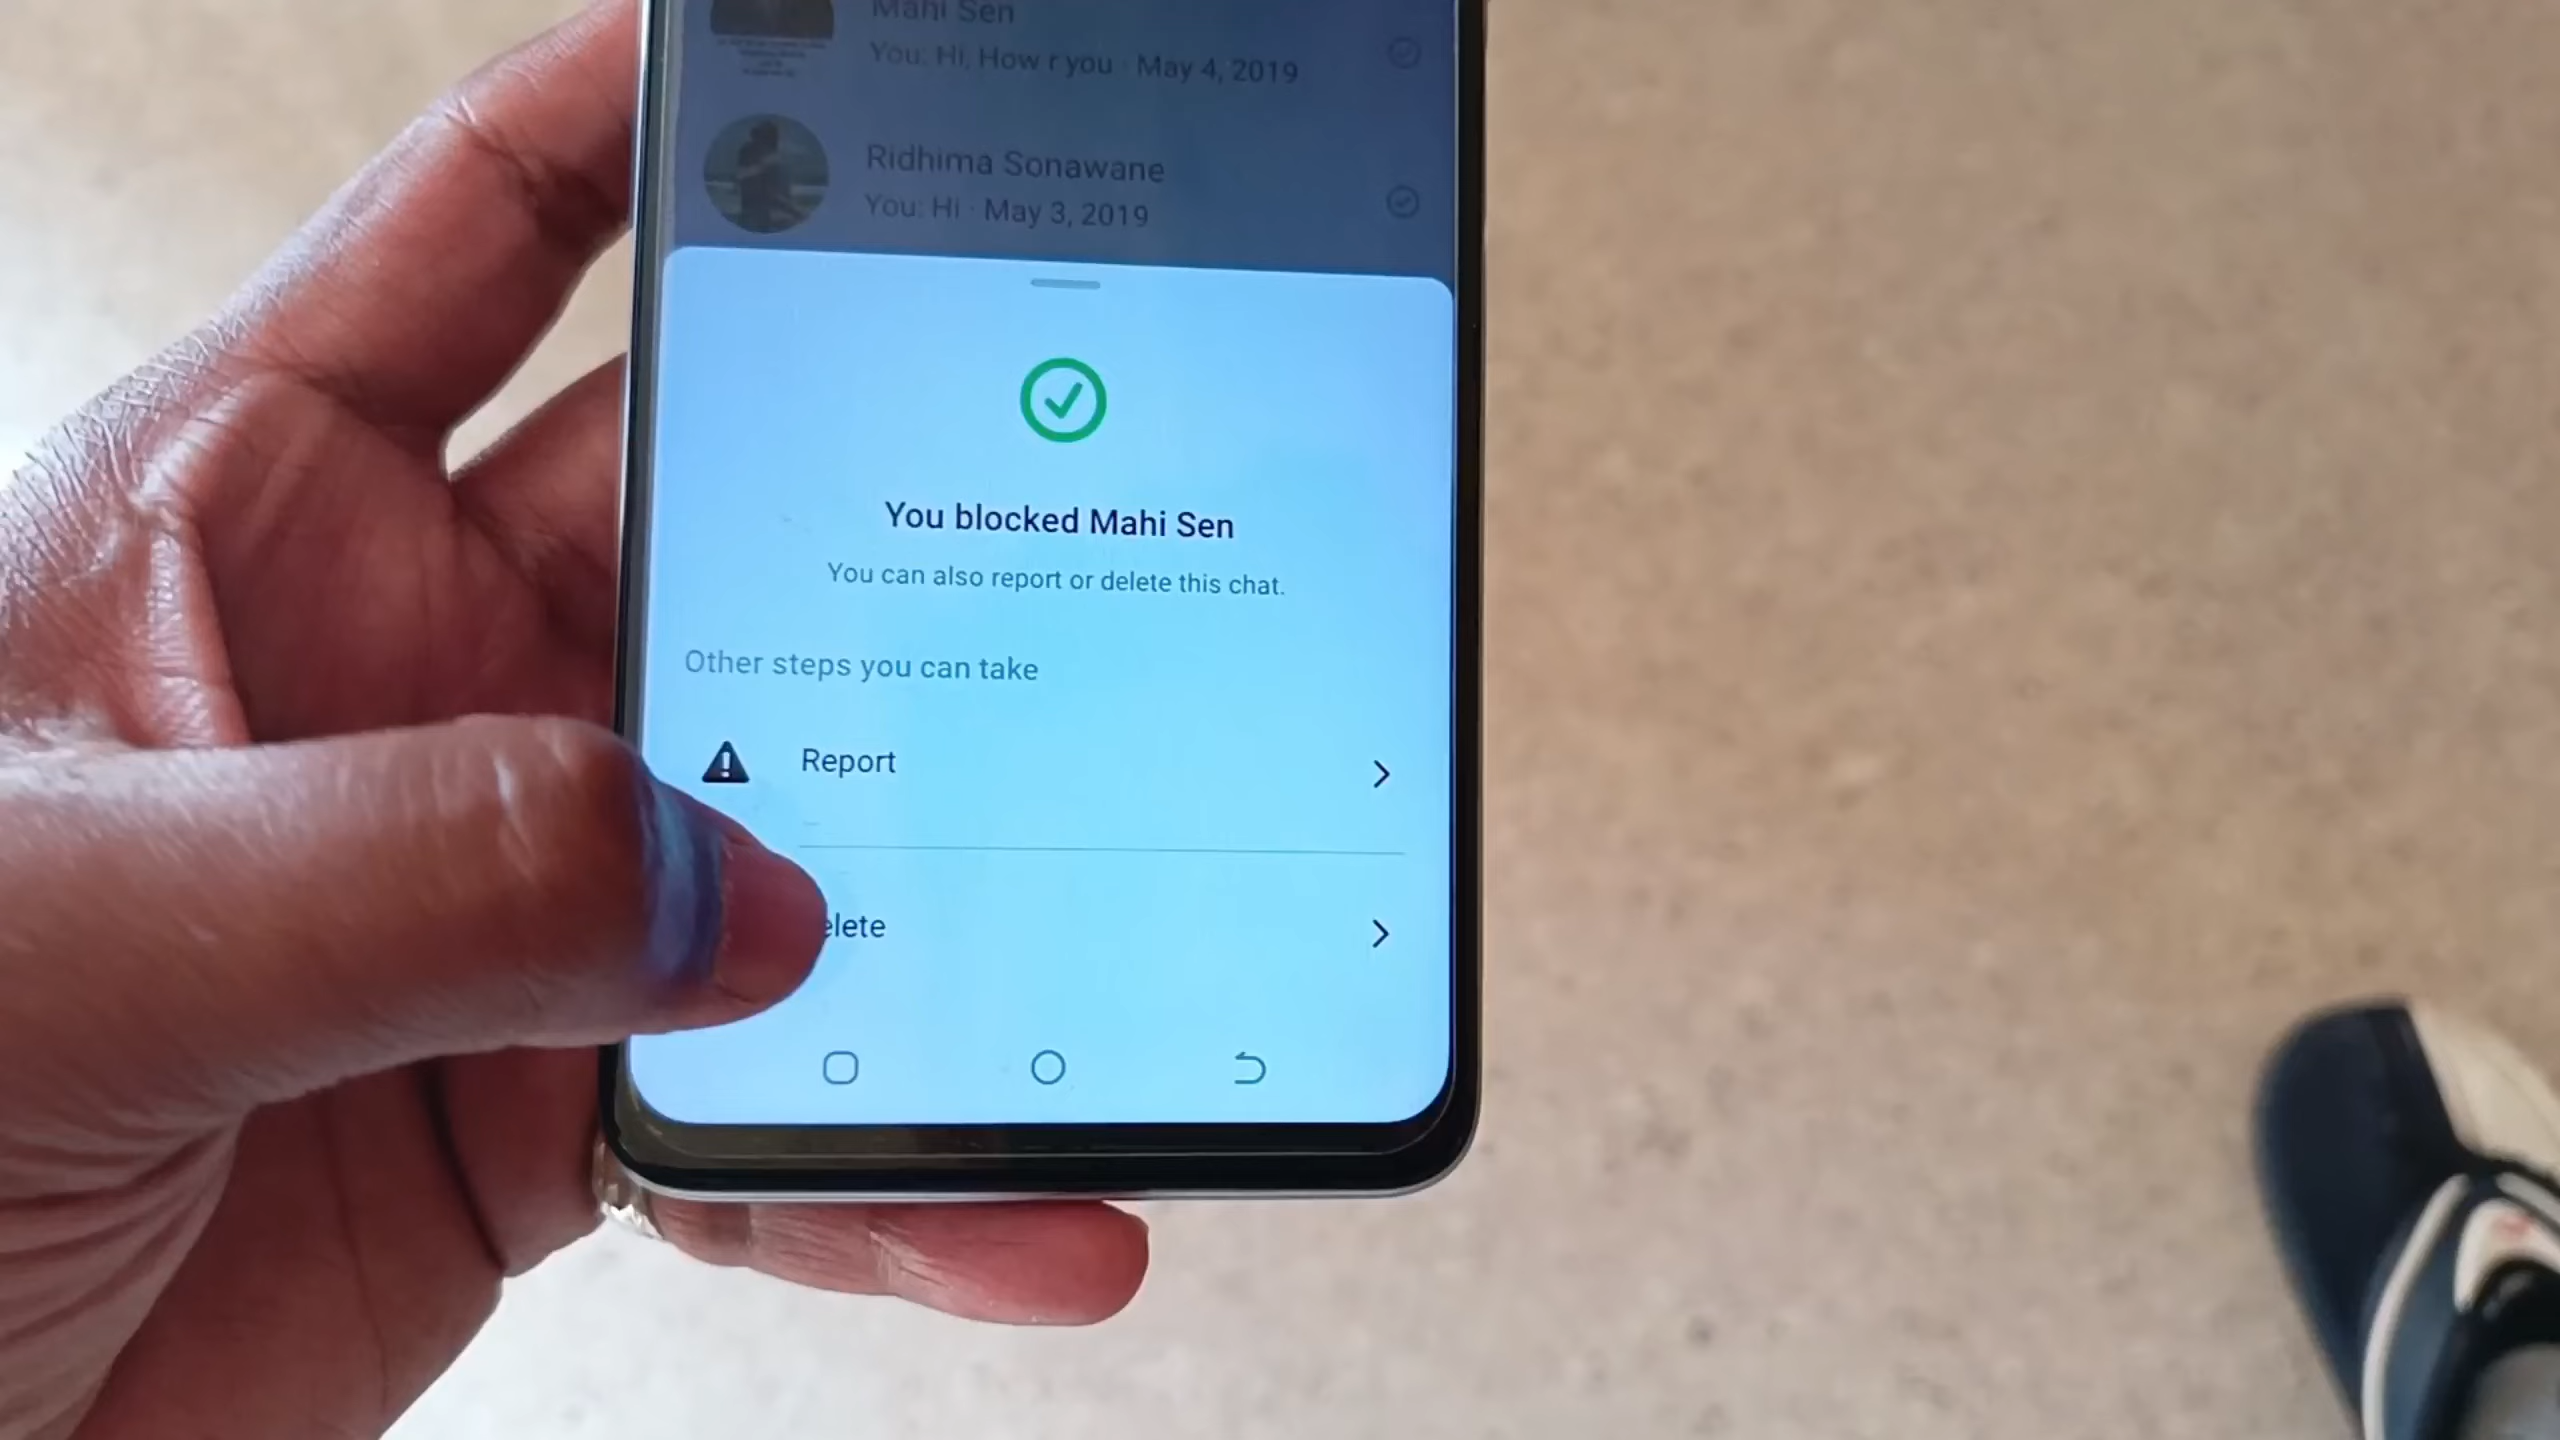 Mahi Sen
You: Hi, How r you · May 4, 2019
Ridhima Sonawane
You: Hi · May 3, 2019
You blocked Mahi Sen
You can also report or delete this chat.
Other steps you can take
Report
elete